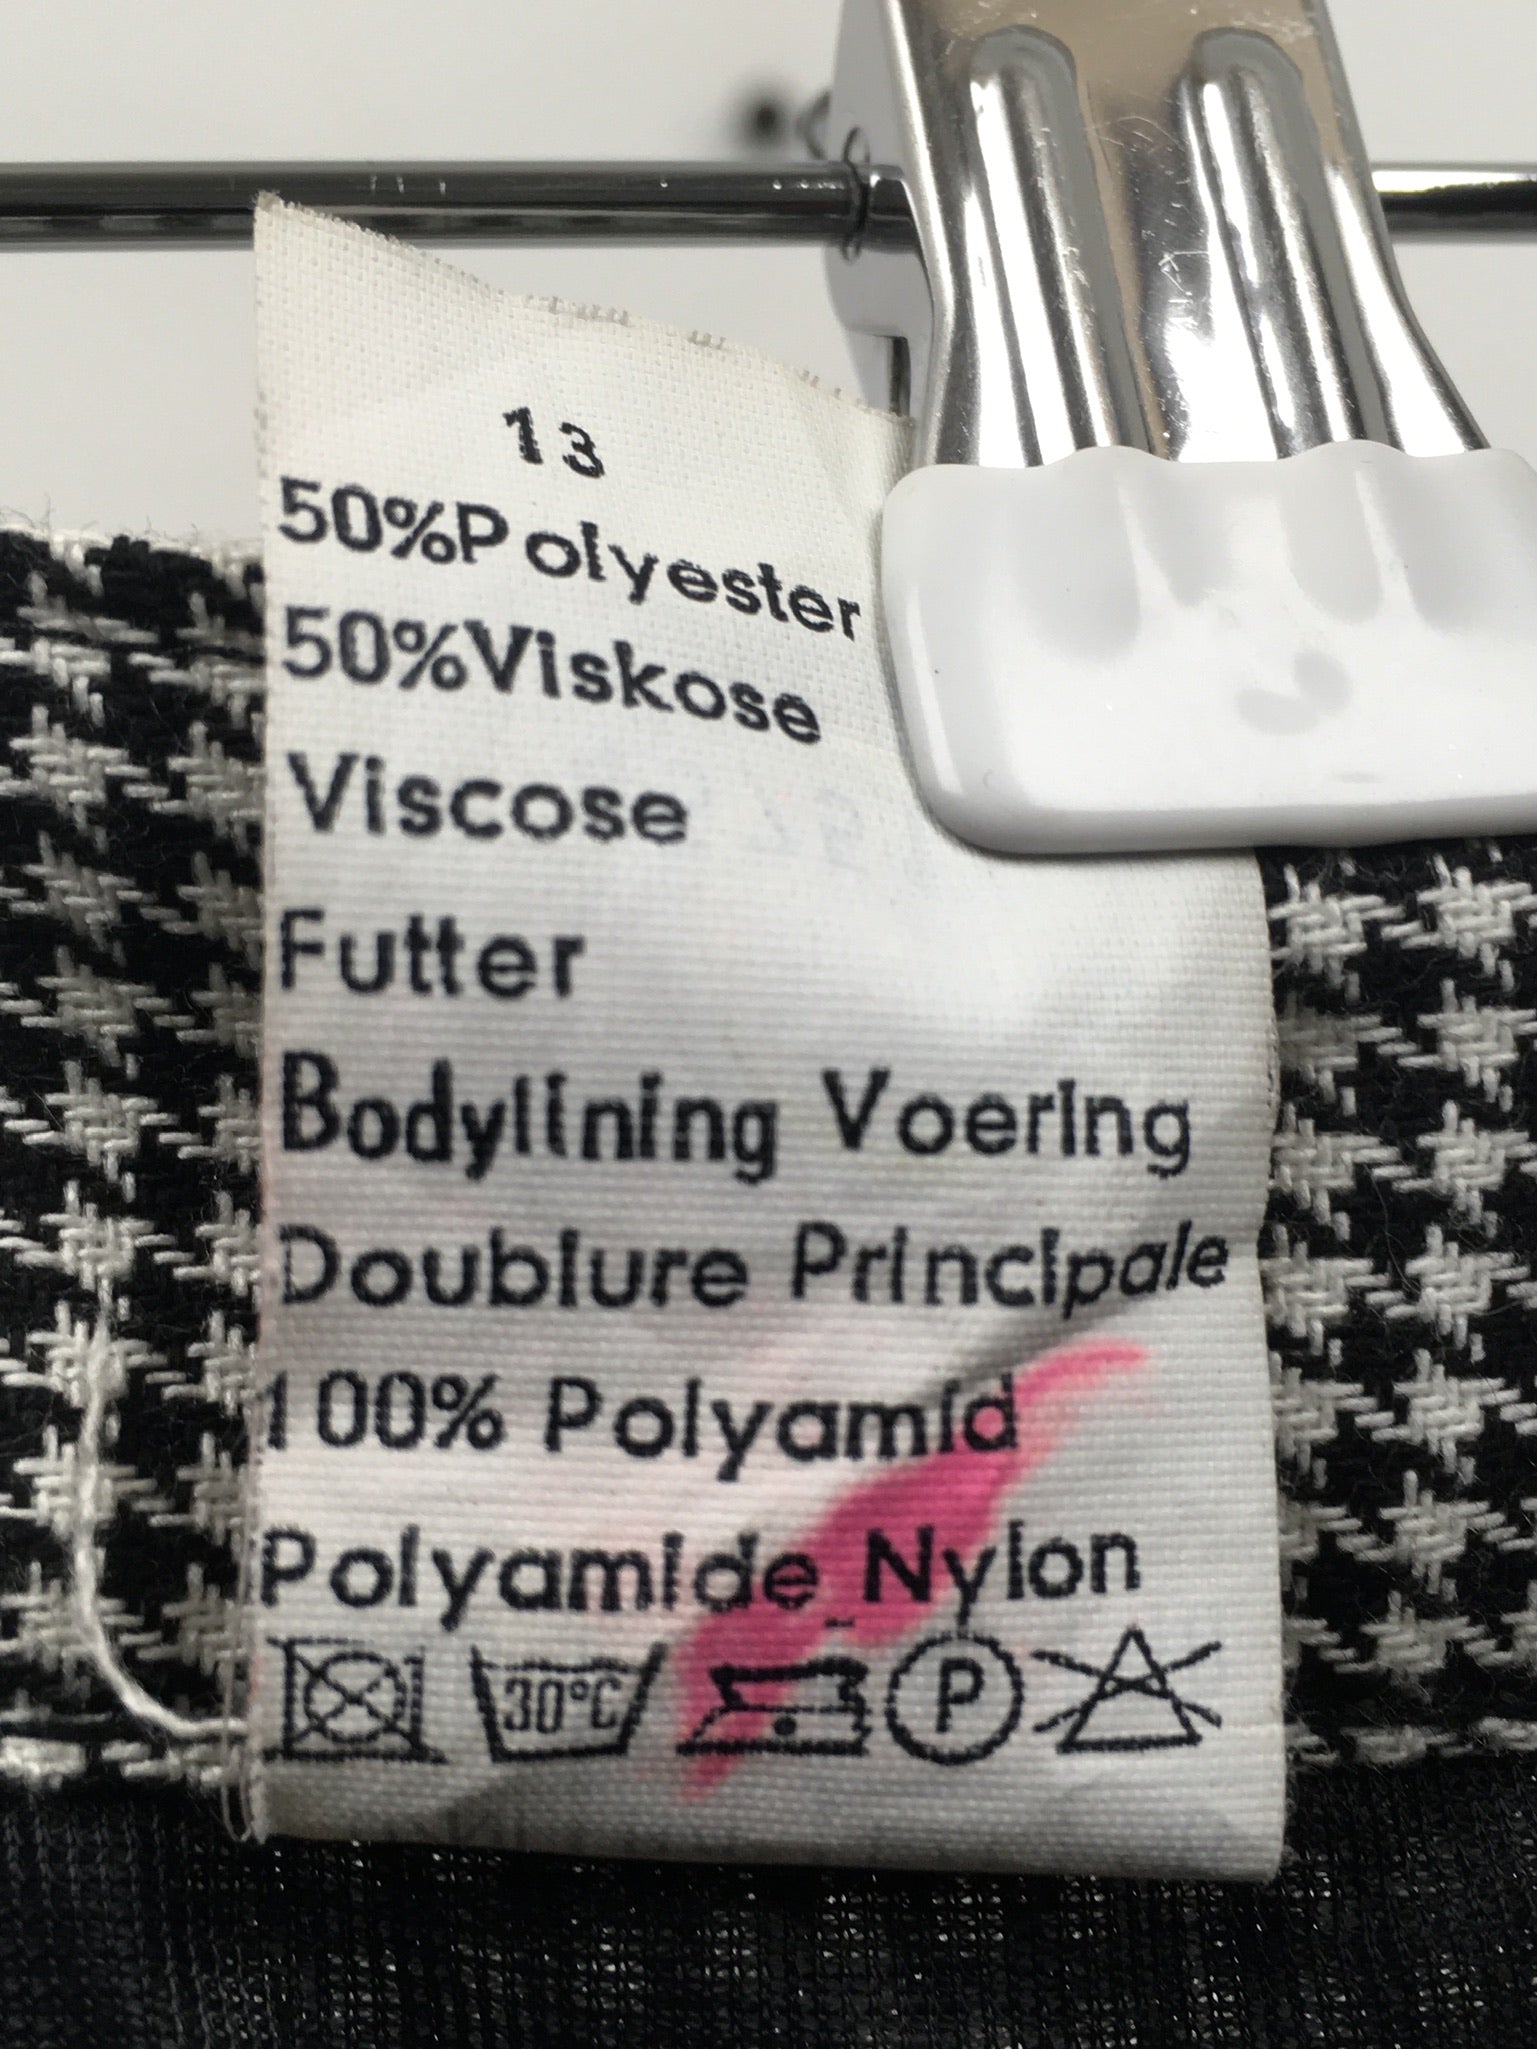 13
50%Polyester
50%Viskose
Viscose
Futter
Bodylining Voering
Doublure Principale
100% Polyamid
Polyamide Nylon
30°C P